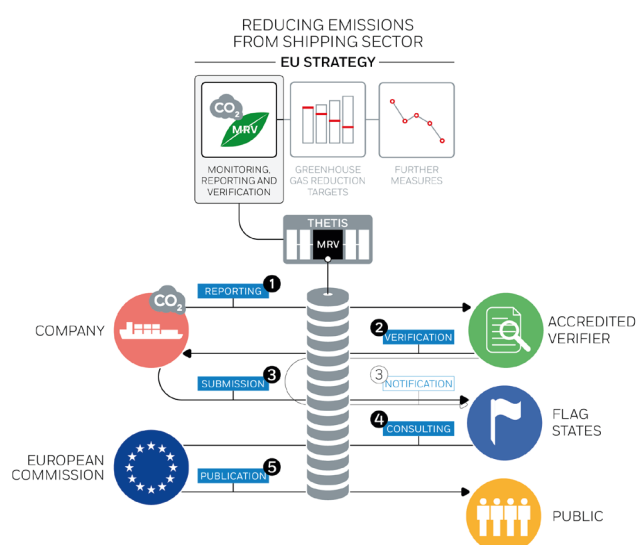 REDUCING EMISSIONS
FROM SHIPPING SECTOR
EU STRATEGY
CO2
MRV
MONITORING,
REPORTING AND
VERIFICATION
GREENHOUSE
GAS REDUCTION
TARGETS
FURTHER
MEASURES
THETIS
MRV
REPORTING 1
CO2
COMPANY
ACCREDITED
VERIFIER
2 VERIFICATION
SUBMISSION 3
3 NOTIFICATION
FLAG
STATES
4 CONSULTING
EUROPEAN
COMMISSION
PUBLICATION 5
PUBLIC